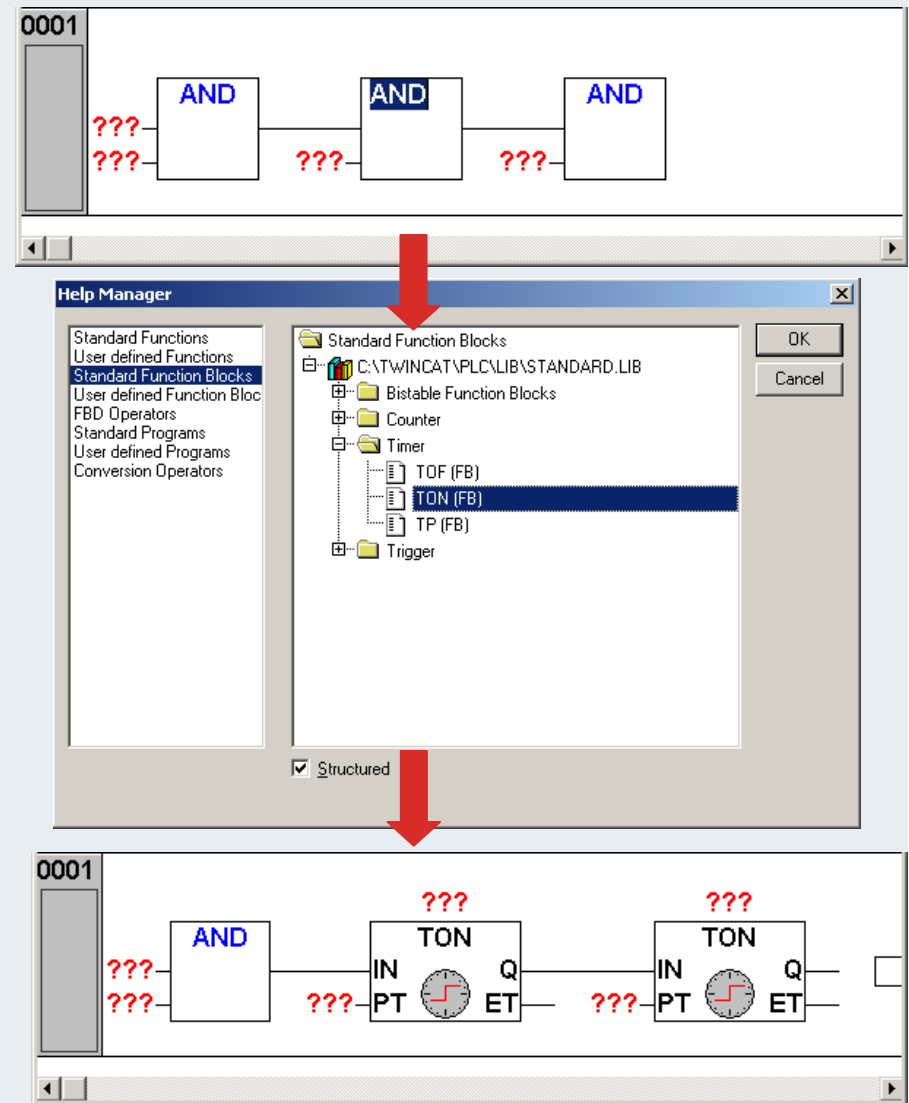 0001
AND AND AND
???
??? ??? ???
Help Manager
Standard Functions
User defined Functions
Standard Function Blocks
User defined Function Bloc
FBD Operators
Standard Programs
User defined Programs
Conversion Operators
Standard Function Blocks
C:\TWINCAT\PLC\LIB\STANDARD.LIB
Bistable Function Blocks
Counter
Timer
TOF (FB)
TON (FB)
TP (FB)
Trigger
OK
Cancel
Structured
0001
??? ???
AND TON TON
??? IN Q IN Q
??? ??? PT ET ??? PT ET